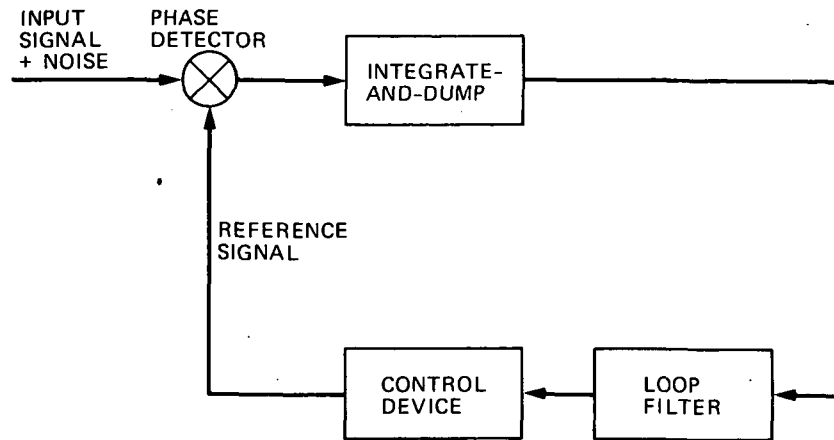 INPUT
SIGNAL
+ NOISE
PHASE
DETECTOR
INTEGRATE-
AND-DUMP
REFERENCE
SIGNAL
CONTROL
DEVICE
LOOP
FILTER